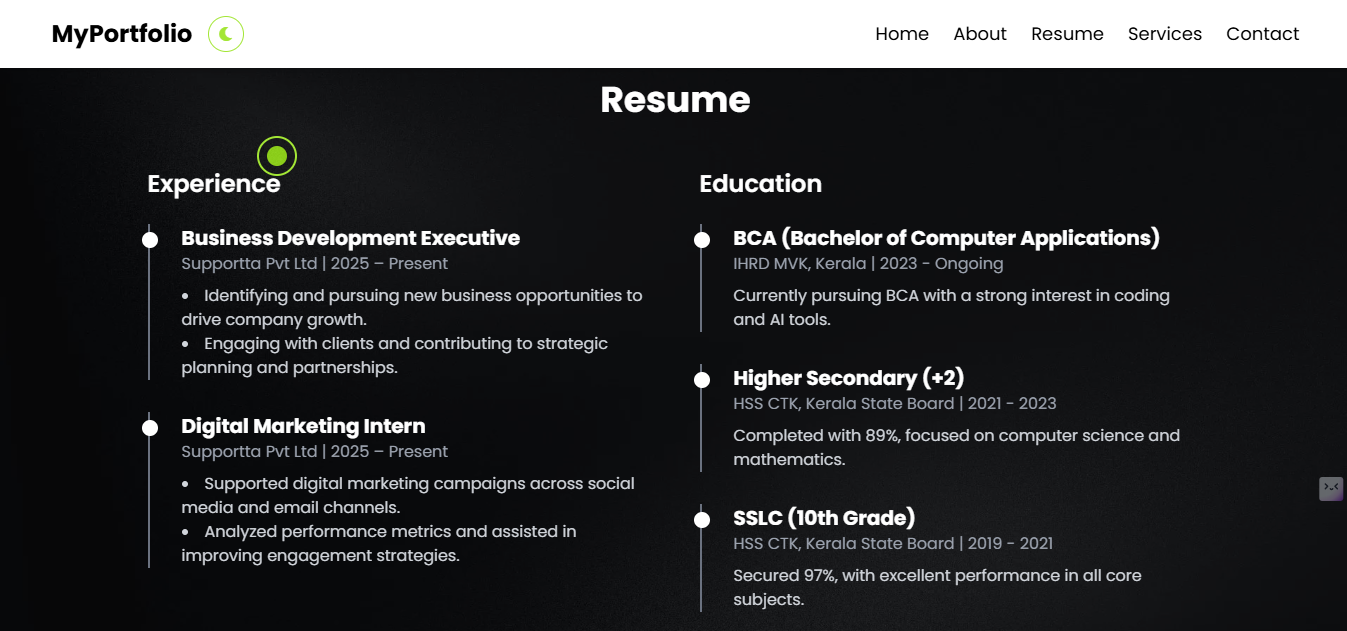 MyPortfolio
Home About Resume Services Contact
Resume
Experience
Business Development Executive
Supportta Pvt Ltd | 2025 – Present
• Identifying and pursuing new business opportunities to
drive company growth.
• Engaging with clients and contributing to strategic
planning and partnerships.
Digital Marketing Intern
Supportta Pvt Ltd | 2025 – Present
• Supported digital marketing campaigns across social
media and email channels.
• Analyzed performance metrics and assisted in
improving engagement strategies.
Education
BCA (Bachelor of Computer Applications)
IHRD MVK, Kerala | 2023 - Ongoing
Currently pursuing BCA with a strong interest in coding
and AI tools.
Higher Secondary (+2)
HSS CTK, Kerala State Board | 2021 - 2023
Completed with 89%, focused on computer science and
mathematics.
SSLC (10th Grade)
HSS CTK, Kerala State Board | 2019 - 2021
Secured 97%, with excellent performance in all core
subjects.